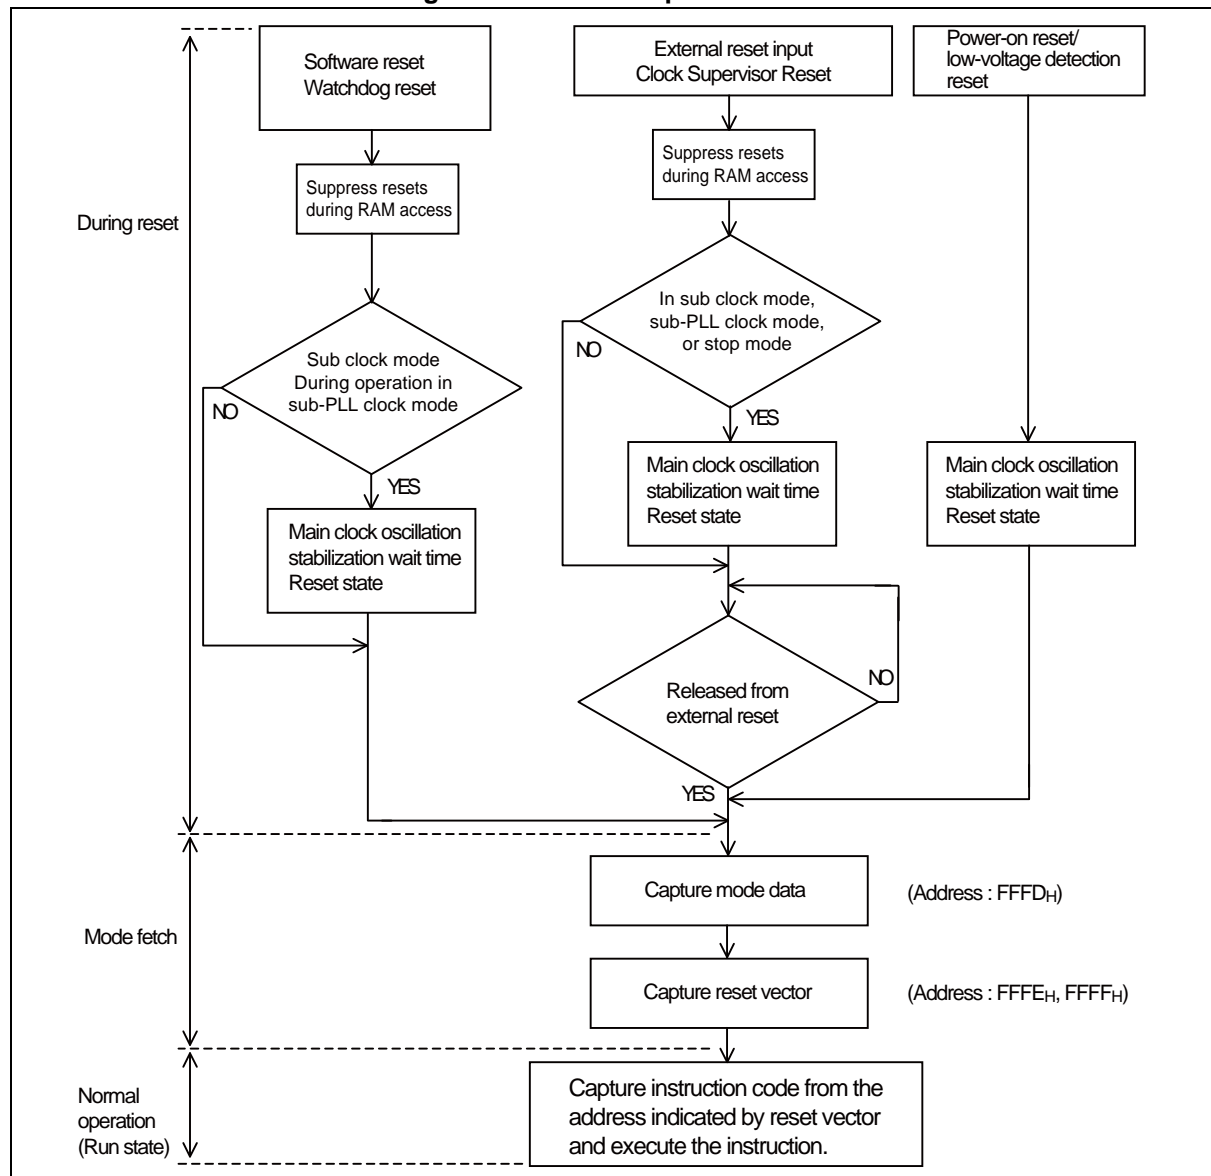 Software reset
Watchdog reset
External reset input
Clock Supervisor Reset
Power-on reset/
low-voltage detection
reset
Suppress resets
during RAM access
Suppress resets
during RAM access
During reset
In sub clock mode,
sub-PLL clock mode,
or stop mode
NO
YES
Sub clock mode
During operation in
sub-PLL clock mode
NO
YES
Main clock oscillation
stabilization wait time
Reset state
Main clock oscillation
stabilization wait time
Reset state
Main clock oscillation
stabilization wait time
Reset state
Released from
external reset
NO
YES
Mode fetch
Capture mode data
(Address : FFFDH)
Capture reset vector
(Address : FFFEH, FFFFH)
Normal
operation
(Run state)
Capture instruction code from the
address indicated by reset vector
and execute the instruction.